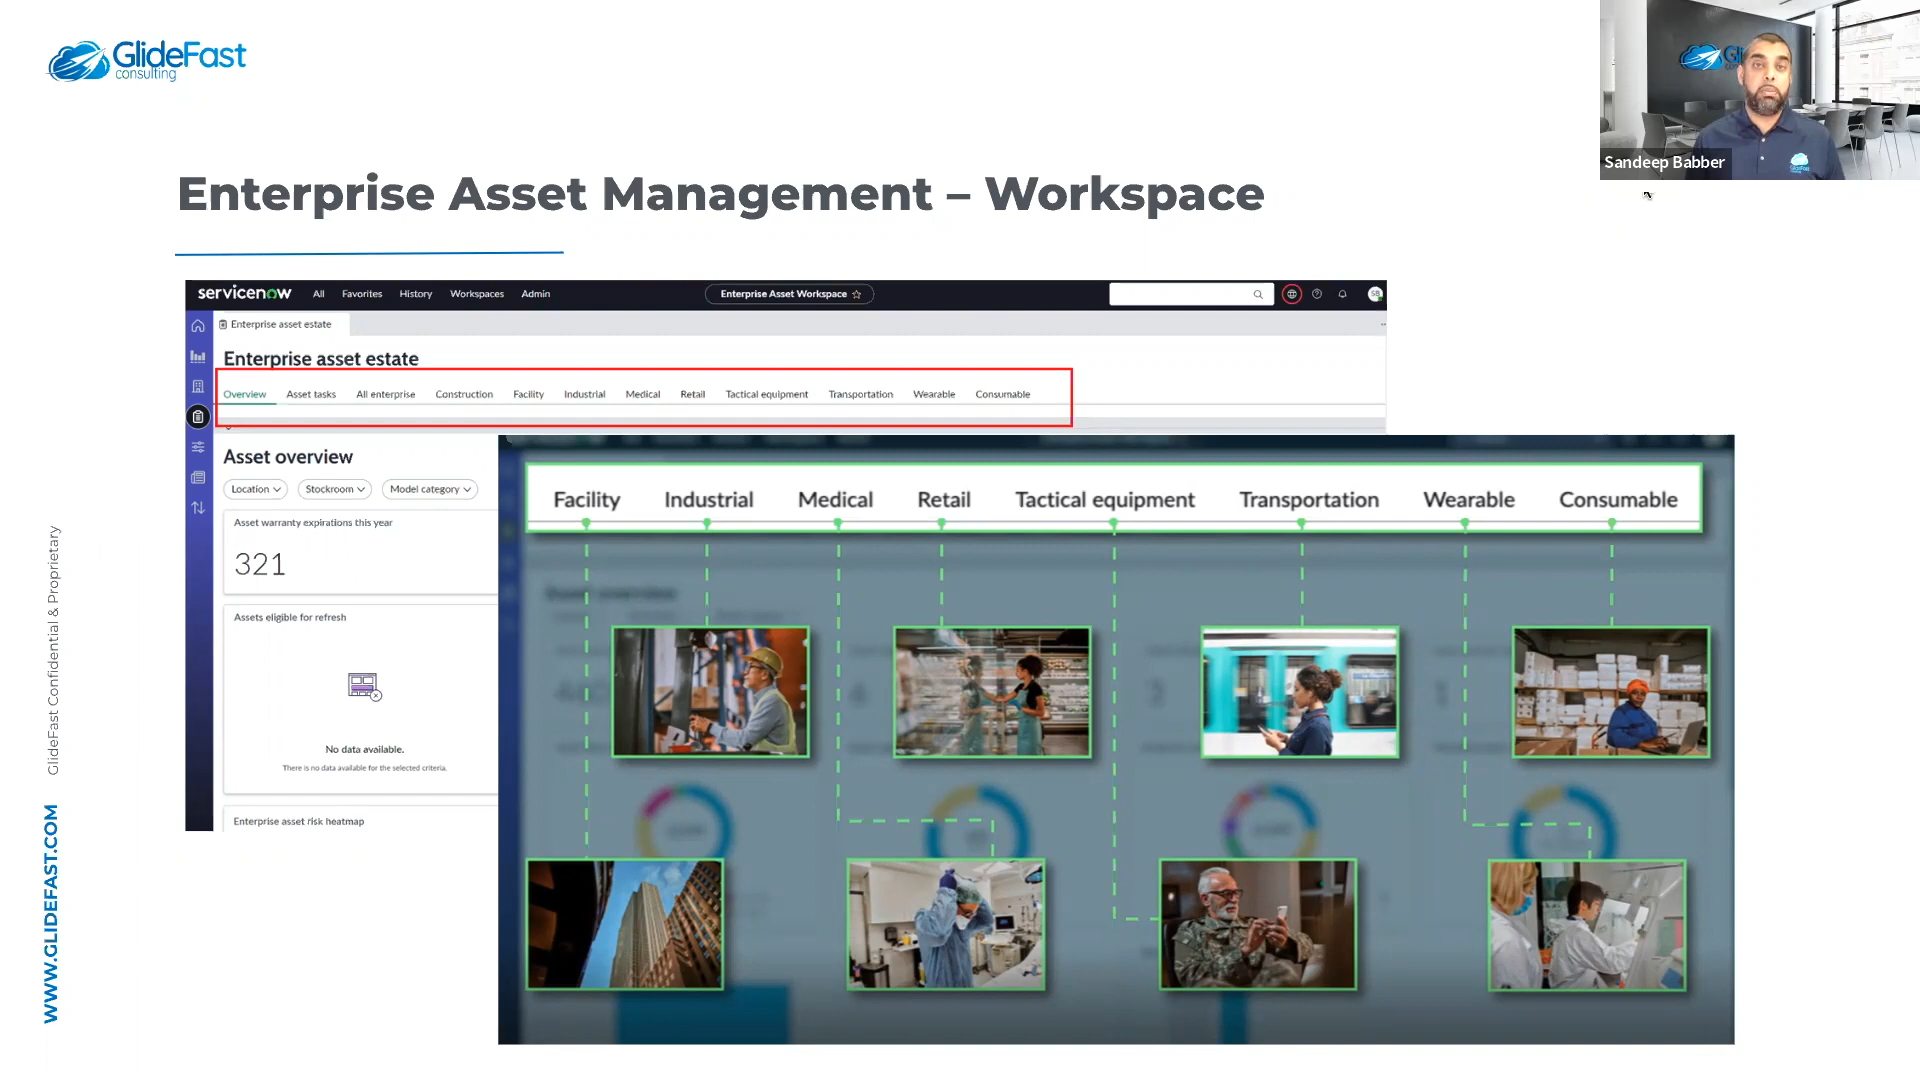 GlideFast
consulting
Sandeep Babber
Enterprise Asset Management – Workspace
servicenow All Favorites History Workspaces Admin Enterprise Asset Workspace SB
Enterprise asset estate
Enterprise asset estate
Overview Asset tasks All enterprise Construction Facility Industrial Medical Retail Tactical equipment Transportation Wearable Consumable
Asset overview
Location Stockroom Model category
Asset warranty expirations this year
321
Assets eligible for refresh
No data available.
There is no data available for the selected criteria.
Enterprise asset risk heatmap
Facility Industrial Medical Retail Tactical equipment Transportation Wearable Consumable
WWW.GLIDEFAST.COM GlideFast Confidential & Proprietary